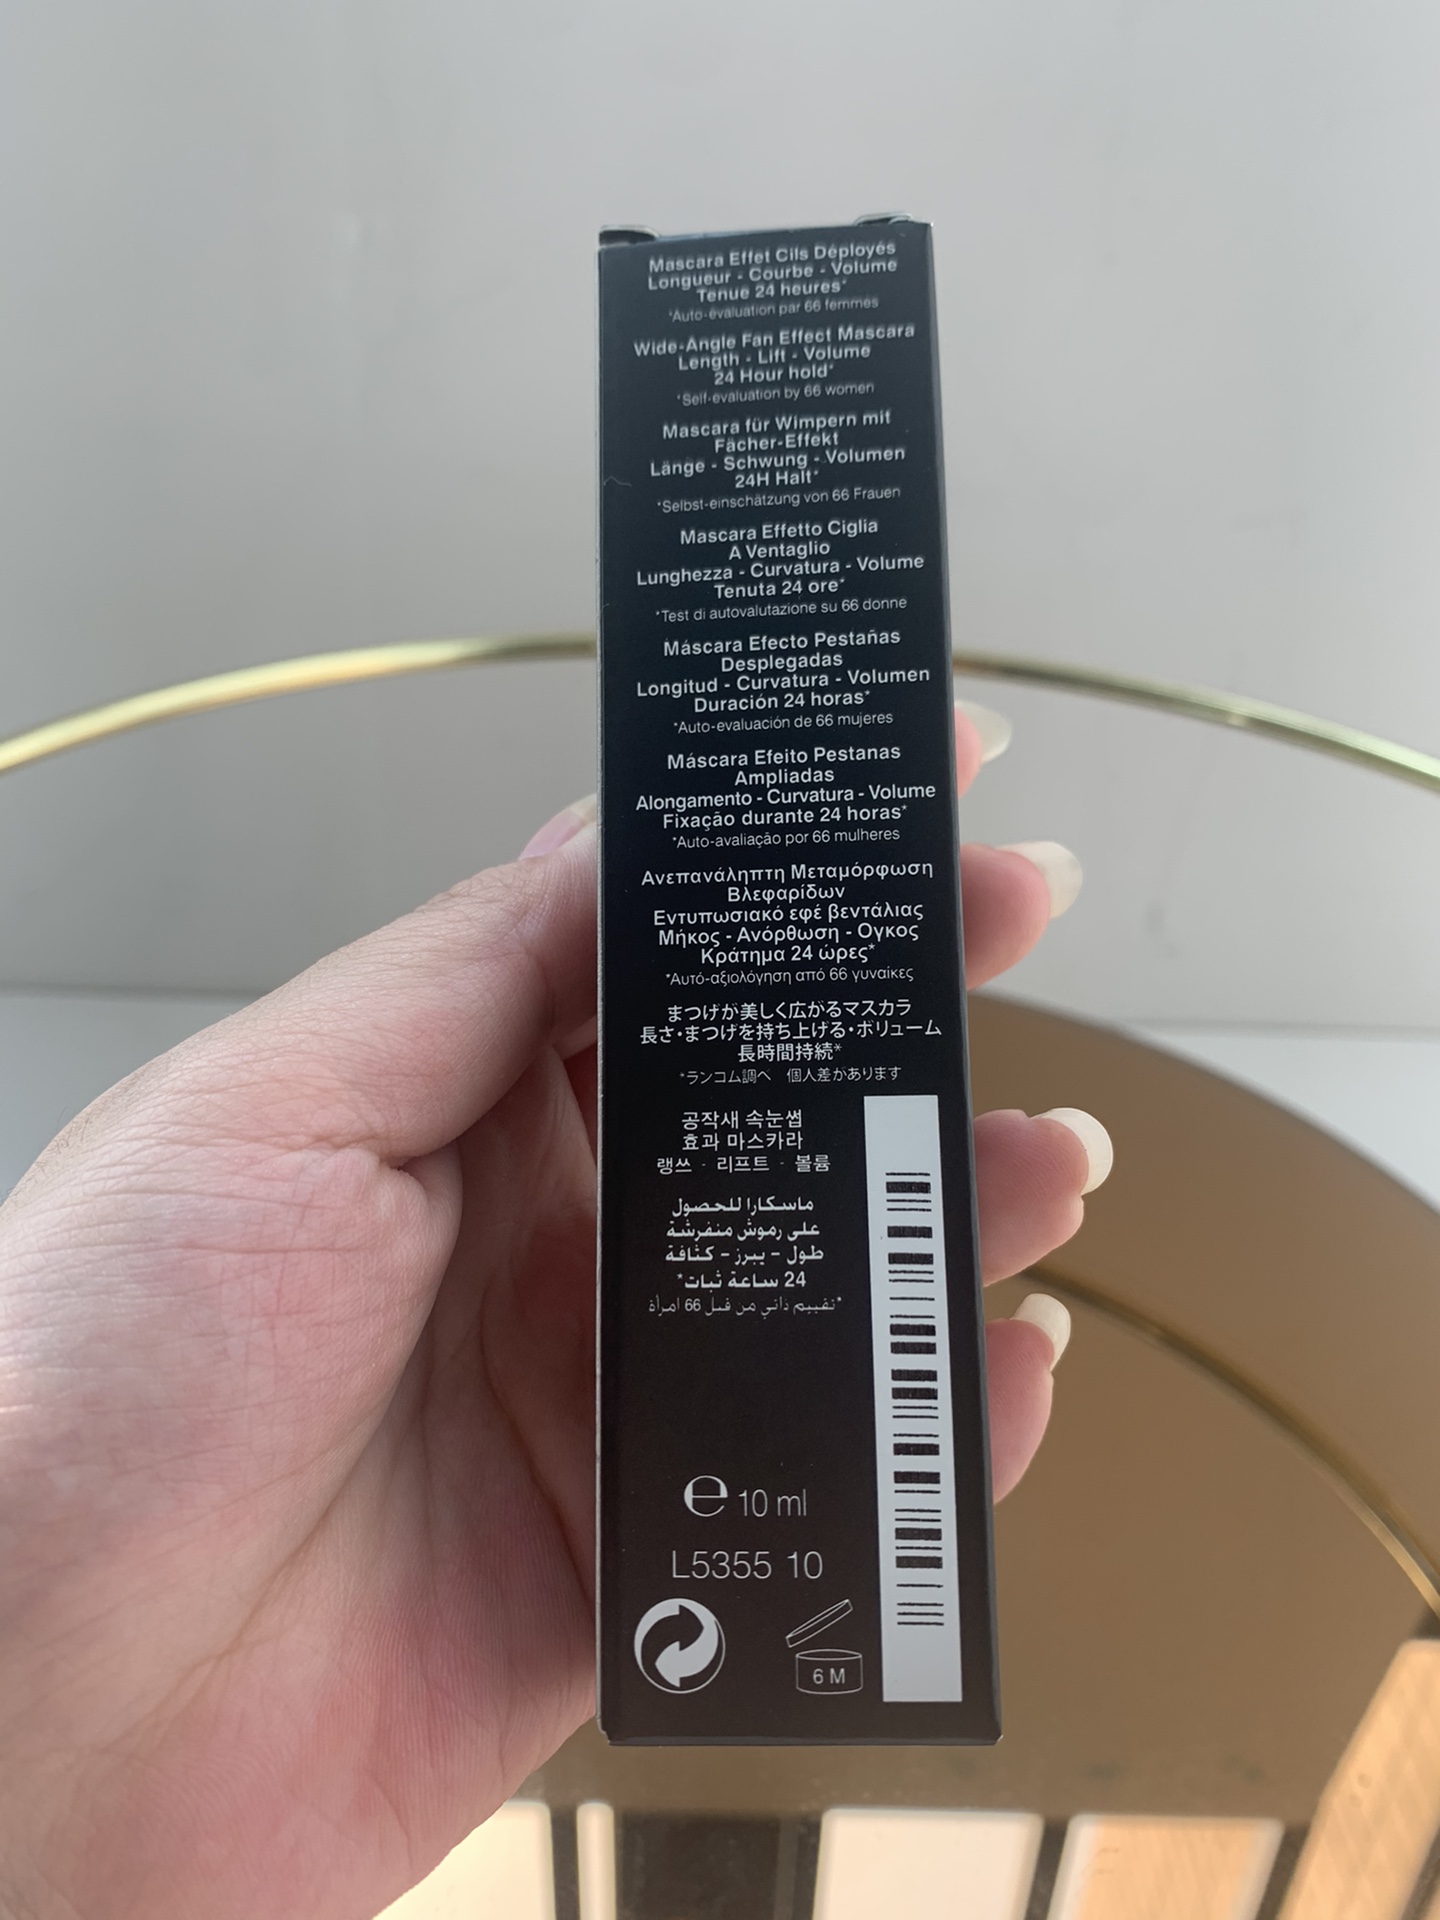 Mascara Effet Cils Déployés
Longueur - Courbe - Volume
Tenue 24 heures*
*Auto-évaluation par 66 femmes
Wide-Angle Fan Effect Mascara
Length - Lift - Volume
24 Hour hold*
*Self-evaluation by 66 women
Mascara für Wimpern mit
Fächer-Effekt
Länge - Schwung - Volumen
24H Halt*
*Selbst-einschätzung von 66 Frauen
Mascara Effetto Ciglia
A Ventaglio
Lunghezza - Curvatura - Volume
Tenuta 24 ore*
*Test di autovalutazione su 66 donne
Máscara Efecto Pestañas
Desplegadas
Longitud - Curvatura - Volumen
Duración 24 horas*
*Auto-evaluación de 66 mujeres
Máscara Efeito Pestanas
Ampliadas
Alongamento - Curvatura - Volume
Fixação durante 24 horas*
*Auto-avaliação por 66 mulheres
Ανεπανάληπτη Μεταμόρφωση
Βλεφαρίδων
Εντυπωσιακό εφέ βεντάλιας
Μήκος - Ανόρθωση - Ογκος
Κράτημα 24 ώρες*
*Αυτό-αξιολόγηση από 66 γυναίκες
まつげが美しく広がるマスカラ
長さ・まつげを持ち上げる・ボリューム
長時間持続*
*ランコム調べ 個人差があります
공작새 속눈썹
효과 마스카라
랭쓰 - 리프트 - 볼륨
ماسكارا للحصول
على رموش منفرشة
طول - يبرز - كثافة
24 ساعة ثبات*
*تقييم ذاتي من قبل 66 امرأة
℮ 10 ml
L5355 10
6 M